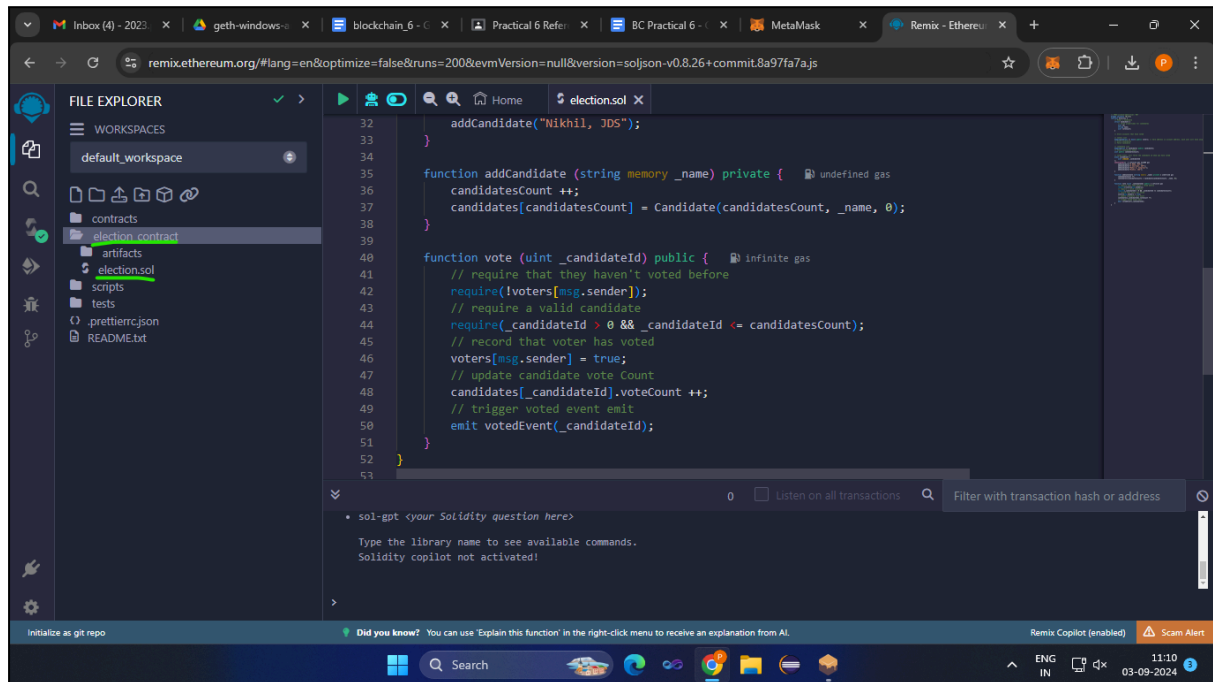 Inbox (4) - 2023.
geth-windows-a
blockchain_6 - G
Practical 6 Refer
BC Practical 6 - (
MetaMask
Remix - Ethereu
remix.ethereum.org/#lang=en&optimize=false&runs=200&evmVersion=null&version=soljson-v0.8.26+commit.8a97fa7a.js
P
FILE EXPLORER
WORKSPACES
default_workspace
contracts
election_contract
artifacts
election.sol
scripts
tests
.prettierrc.json
README.txt
Home
election.sol
32 addCandidate("Nikhil, JDS");
33 }
34
35 function addCandidate (string memory _name) private { undefined gas
36 candidatesCount ++;
37 candidates[candidatesCount] = Candidate(candidatesCount, _name, 0);
38 }
39
40 function vote (uint _candidateId) public { infinite gas
41 // require that they haven't voted before
42 require(!voters[msg.sender]);
43 // require a valid candidate
44 require(_candidateId > 0 && _candidateId <= candidatesCount);
45 // record that voter has voted
46 voters[msg.sender] = true;
47 // update candidate vote Count
48 candidates[_candidateId].voteCount ++;
49 // trigger voted event emit
50 emit votedEvent(_candidateId);
51 }
52 }
53
0 Listen on all transactions Filter with transaction hash or address
• sol-gpt <your Solidity question here>
Type the library name to see available commands.
Solidity copilot not activated!
>
Initialize as git repo
Did you know? You can use 'Explain this function' in the right-click menu to receive an explanation from AI.
Remix Copilot (enabled)
Scam Alert
Search
ENG
IN
11:10
03-09-2024
3